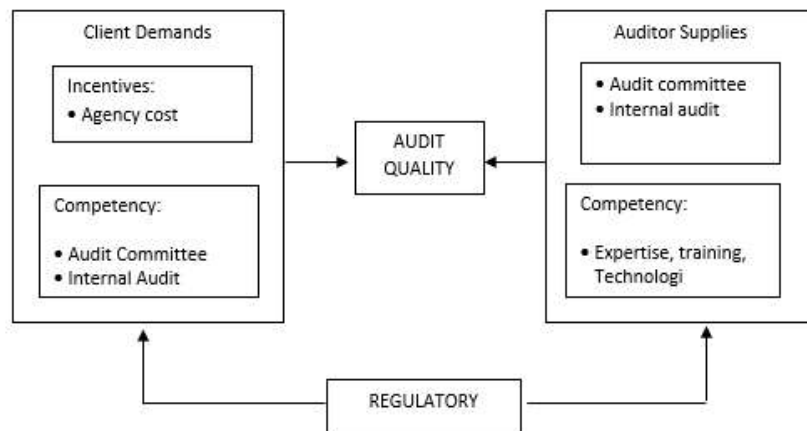 Client Demands
Incentives:
• Agency cost
Competency:
• Audit Committee
• Internal Audit
AUDIT
QUALITY
Auditor Supplies
• Audit committee
• Internal audit
Competency:
• Expertise, training,
Technologi
REGULATORY